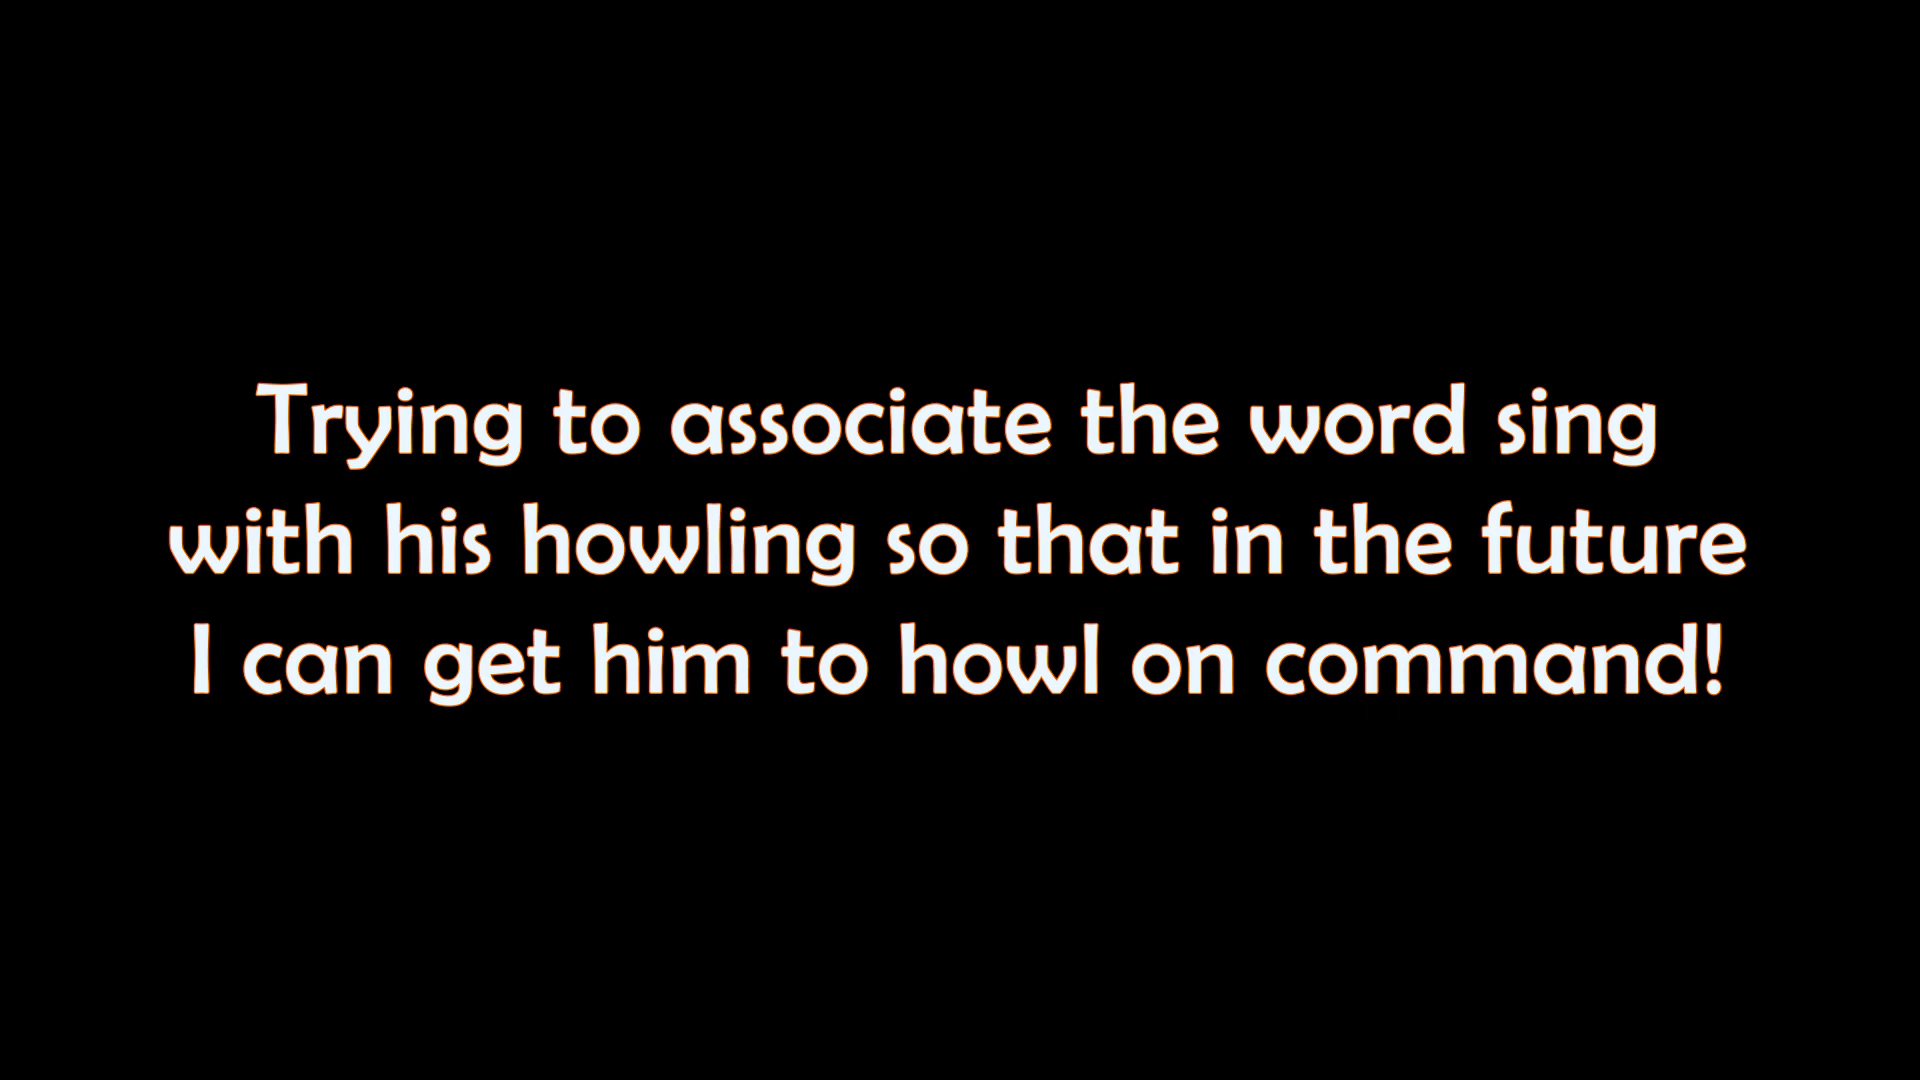 Trying to associate the word sing
with his howling so that in the future
I can get him to howl on command!